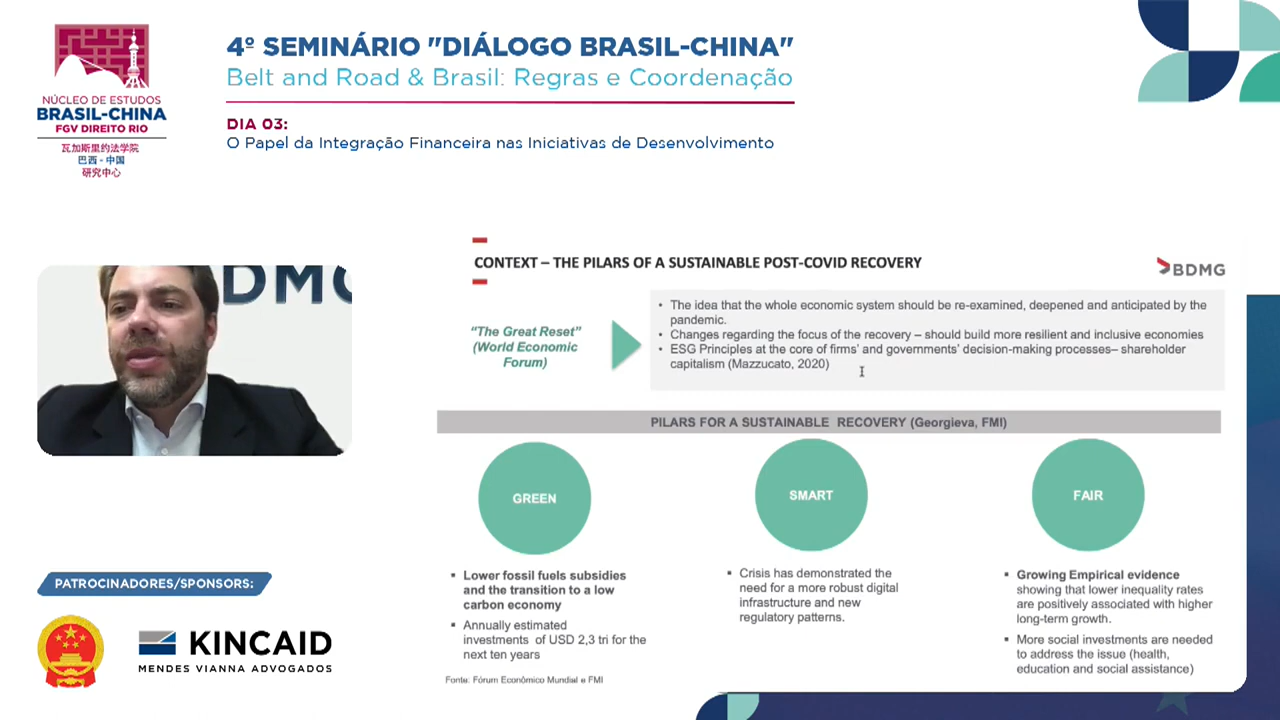 4º SEMINÁRIO "DIÁLOGO BRASIL-CHINA"
Belt and Road & Brasil: Regras e Coordenação
NÚCLEO DE ESTUDOS
BRASIL-CHINA
FGV DIREITO RIO
瓦加斯里约法学院
巴西 - 中国
研究中心
DIA 03:
O Papel da Integração Financeira nas Iniciativas de Desenvolvimento
BDMG
CONTEXT – THE PILARS OF A SUSTAINABLE POST-COVID RECOVERY
BDMG
"The Great Reset"
(World Economic
Forum)
• The idea that the whole economic system should be re-examined, deepened and anticipated by the
pandemic.
• Changes regarding the focus of the recovery – should build more resilient and inclusive economies
• ESG Principles at the core of firms' and governments' decision-making processes– shareholder
capitalism (Mazzucato, 2020)
PILARS FOR A SUSTAINABLE RECOVERY (Georgieva, FMI)
GREEN
SMART
FAIR
▪ Lower fossil fuels subsidies
and the transition to a low
carbon economy
▪ Annually estimated
investments of USD 2,3 tri for the
next ten years
▪ Crisis has demonstrated the
need for a more robust digital
infrastructure and new
regulatory patterns.
▪ Growing Empirical evidence
showing that lower inequality rates
are positively associated with higher
long-term growth.
▪ More social investments are needed
to address the issue (health,
education and social assistance)
Fonte: Fórum Econômico Mundial e FMI
PATROCINADORES/SPONSORS:
KINCAID
MENDES VIANNA ADVOGADOS